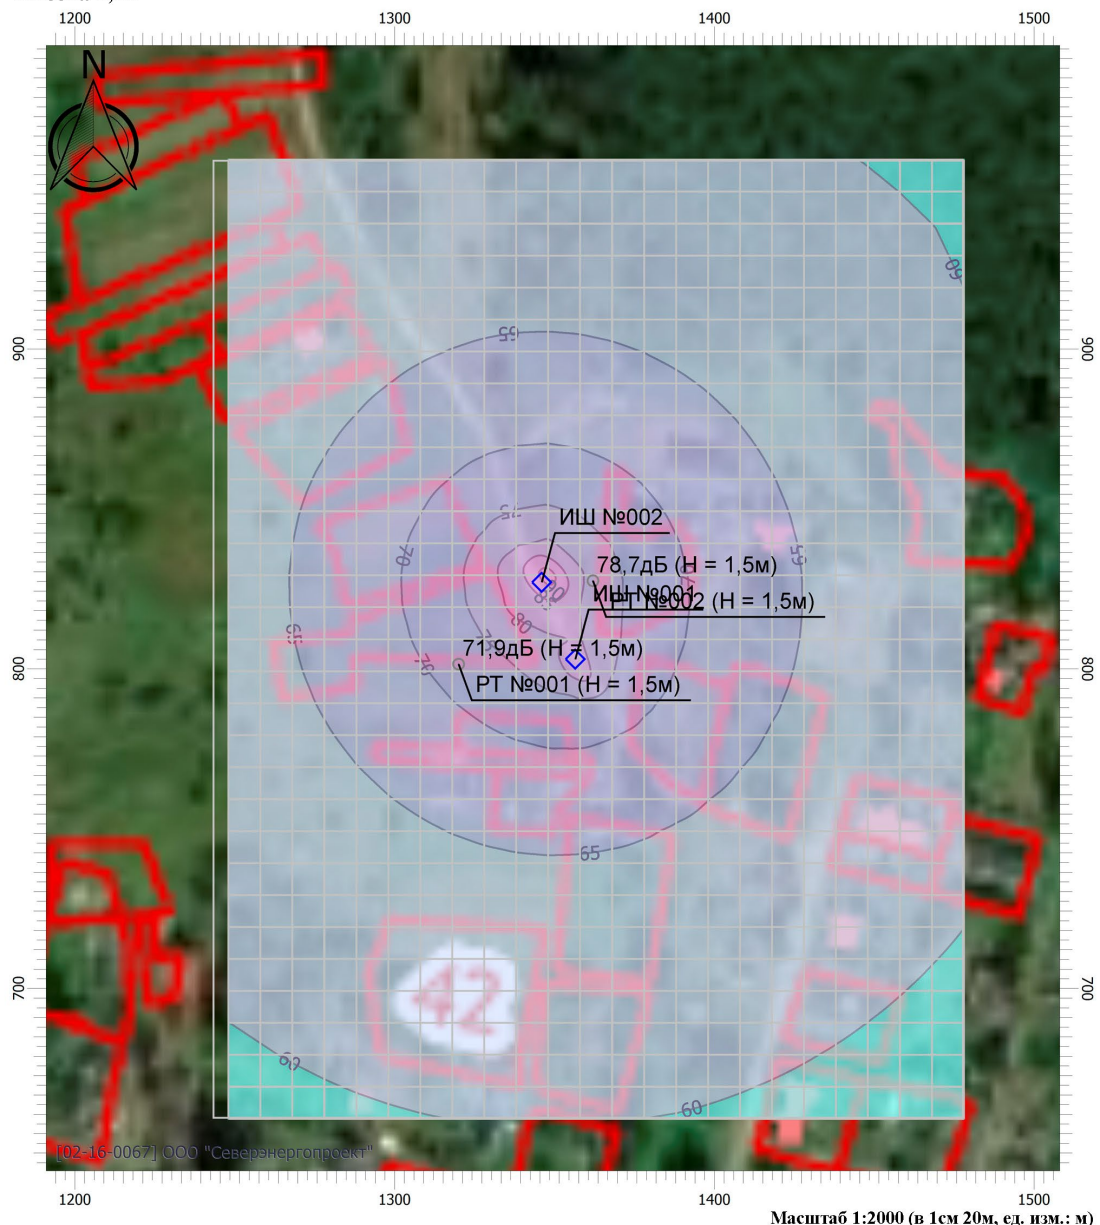 1200 1300 1400 1500
N
60
900 900
65
75
ИШ №002
70
65
78,7дБ (Н = 1,5м)
ИШ №001
РТ №002 (Н = 1,5м)
80
65
71,9дБ (Н = 1,5м)
800 800
РТ №001 (Н = 1,5м)
65
42
700 700
60
60
[02-16-0067] ООО "Северэнергопроект"
1200 1300 1400 1500
Масштаб 1:2000 (в 1см 20м, ед. изм.: м)